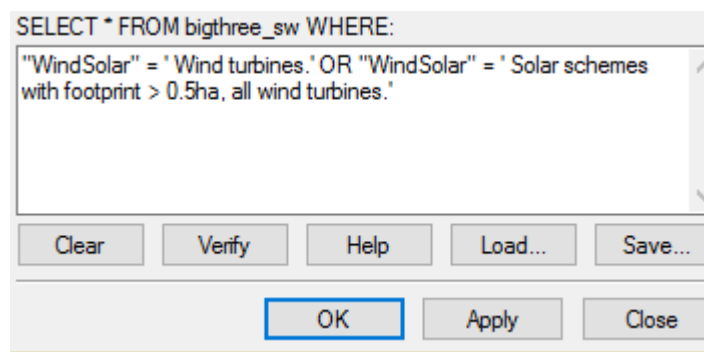 SELECT * FROM bigthree_sw WHERE:
"WindSolar" = ' Wind turbines.' OR "WindSolar" = ' Solar schemes
with footprint > 0.5ha, all wind turbines.'
Clear Verify Help Load... Save...
OK Apply Close